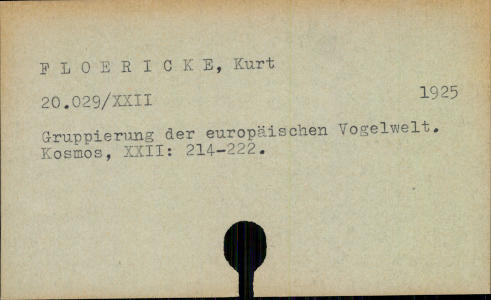 F L O E R I C K E, Kurt
20.029/XXII 1925
Gruppierung der europäischen Vogelwelt.
Kosmos, XXII: 214-222.